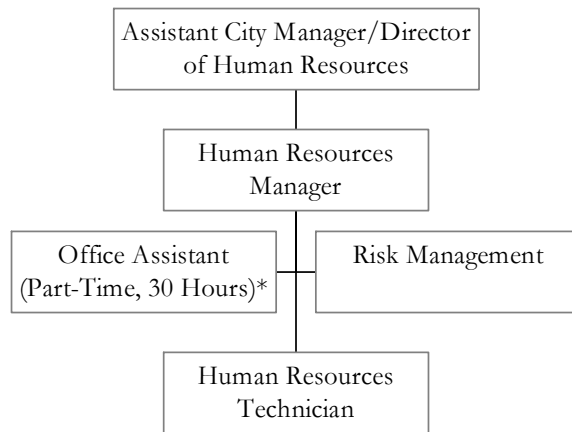 Assistant City Manager/Director
of Human Resources
Human Resources
Manager
Office Assistant
(Part-Time, 30 Hours)*
Risk Management
Human Resources
Technician